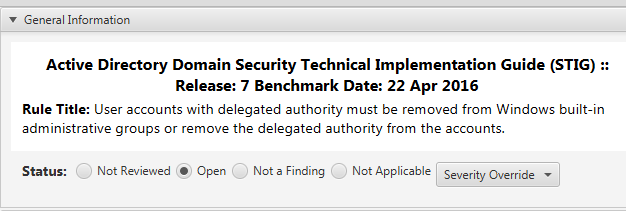 General Information
Active Directory Domain Security Technical Implementation Guide (STIG) ::
Release: 7 Benchmark Date: 22 Apr 2016
Rule Title: User accounts with delegated authority must be removed from Windows built-in
administrative groups or remove the delegated authority from the accounts.
Status: Not Reviewed Open Not a Finding Not Applicable Severity Override